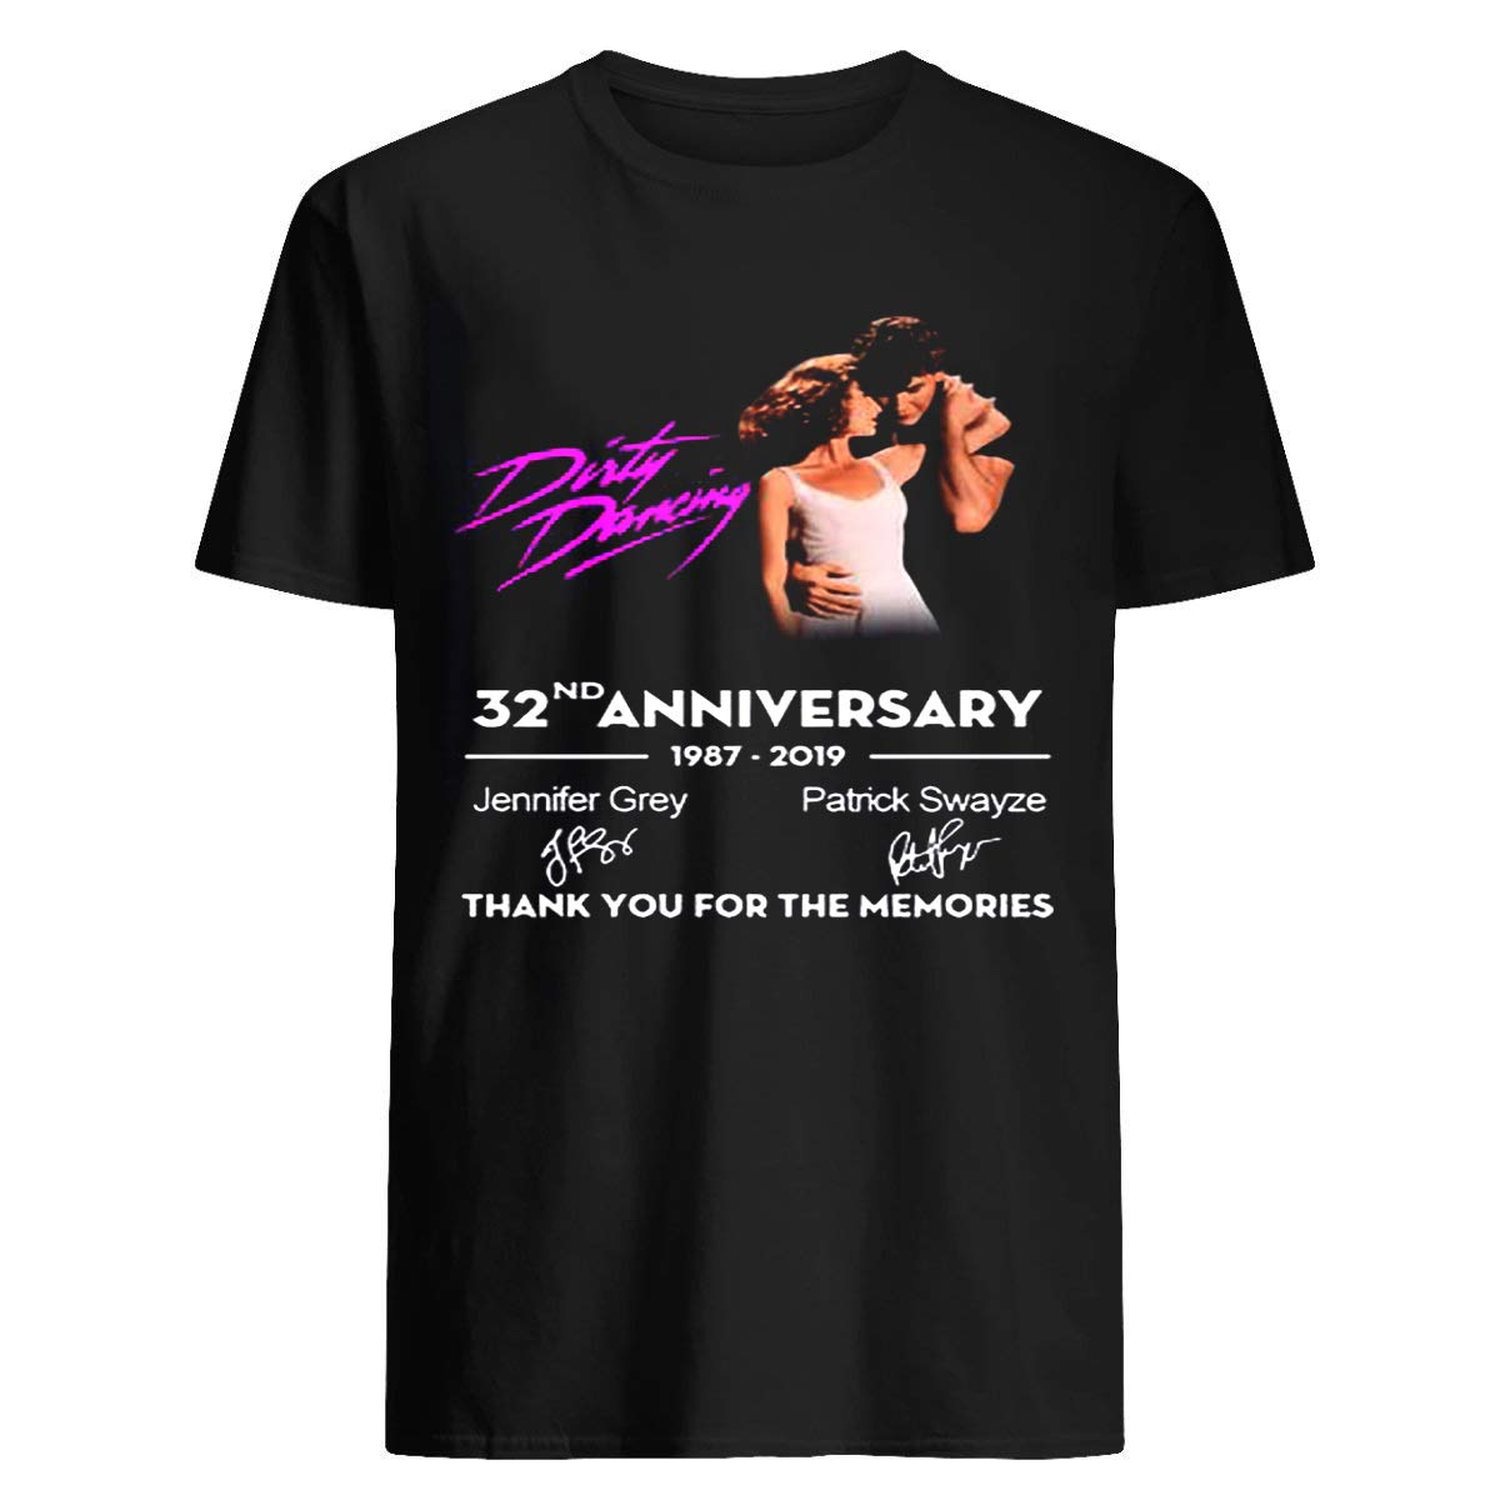 Dirty
Dancing
32ND ANNIVERSARY
1987 - 2019
Jennifer Grey
Patrick Swayze
THANK YOU FOR THE MEMORIES